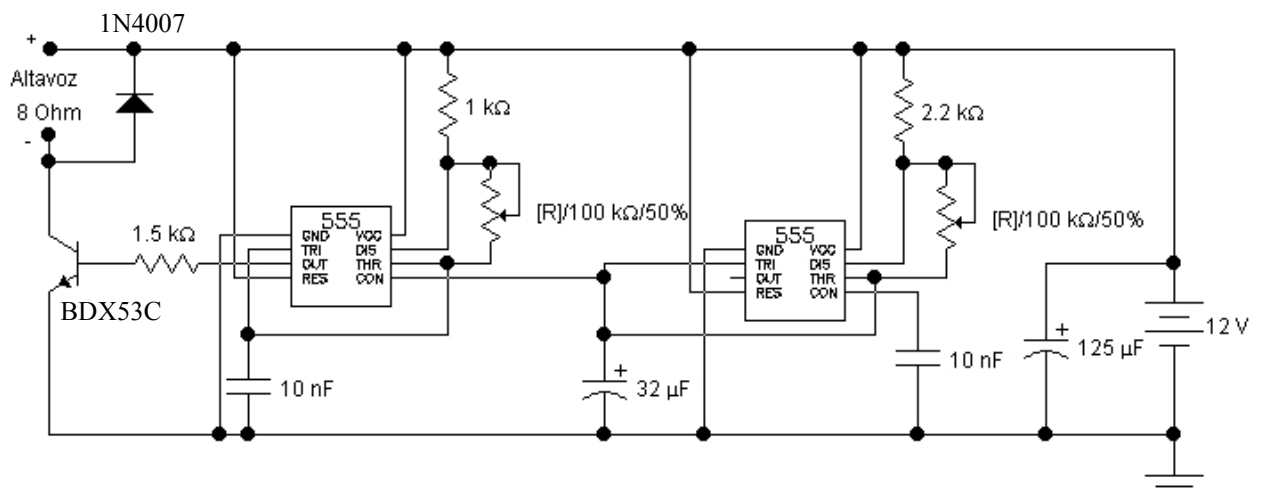 1N4007
+
Altavoz
8 Ohm
-
1 kΩ
2.2 kΩ
[R]/100 kΩ/50%
[R]/100 kΩ/50%
1.5 kΩ
555
GND VCC
TRI DIS
OUT THR
RES CON
555
GND VCC
TRI DIS
OUT THR
RES CON
BDX53C
10 nF
+
32 µF
10 nF
+
125 µF
12 V